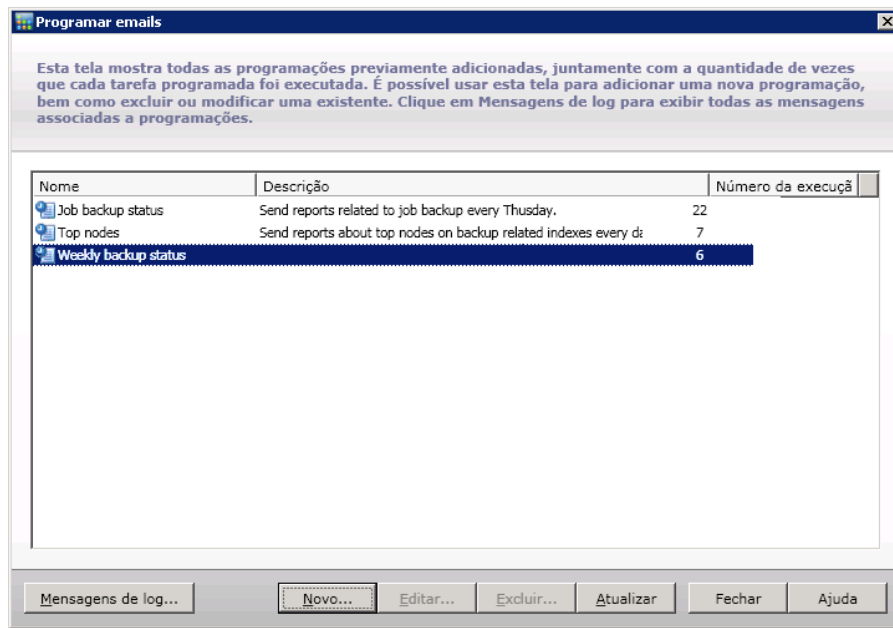 Programar emails
Esta tela mostra todas as programações previamente adicionadas, juntamente com a quantidade de vezes
que cada tarefa programada foi executada. É possível usar esta tela para adicionar uma nova programação,
bem como excluir ou modificar uma existente. Clique em Mensagens de log para exibir todas as mensagens
associadas a programações.
Nome Descrição Número da execuçã
Job backup status Send reports related to job backup every Thusday. 22
Top nodes Send reports about top nodes on backup related indexes every da 7
Weekly backup status 6
Mensagens de log... Novo... Editar... Excluir... Atualizar Fechar Ajuda